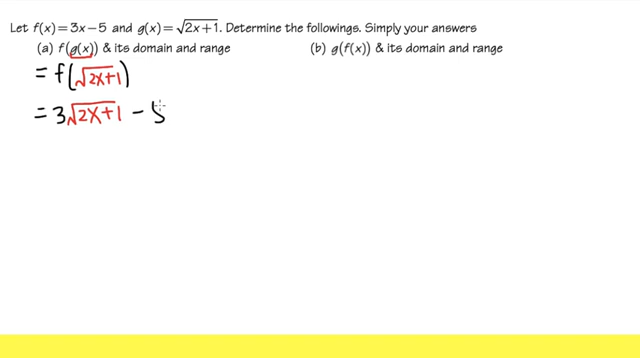 Let f(x) = 3x − 5 and g(x) = √(2x + 1). Determine the followings. Simply your answers
(a) f(g(x)) & its domain and range
(b) g(f(x)) & its domain and range
= f(√(2x+1))
= 3√(2x+1) − 5